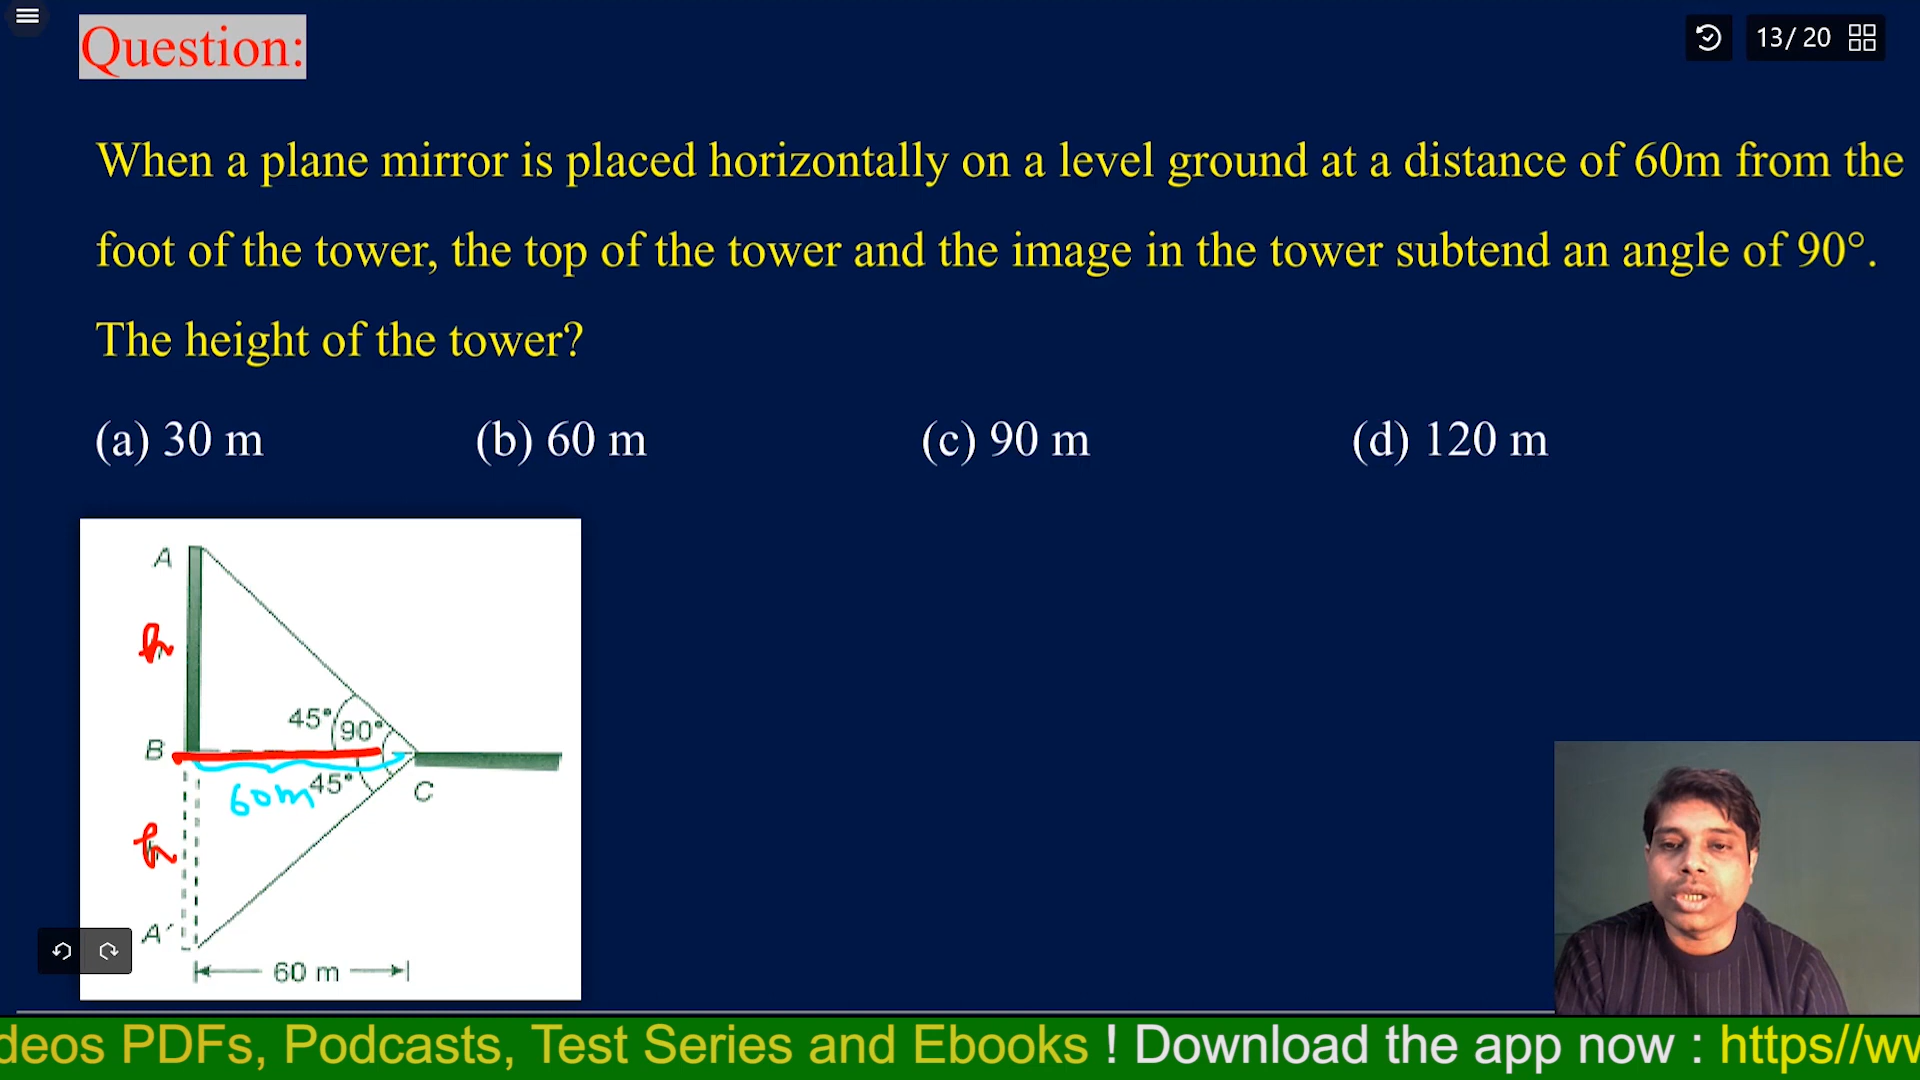 Question:
13/ 20
When a plane mirror is placed horizontally on a level ground at a distance of 60m from the
foot of the tower, the top of the tower and the image in the tower subtend an angle of 90°.
The height of the tower?
(a) 30 m (b) 60 m (c) 90 m (d) 120 m
A
h
45° 90°
B
60m 45° C
h
A′
60 m
deos PDFs, Podcasts, Test Series and Ebooks ! Download the app now : https//wv